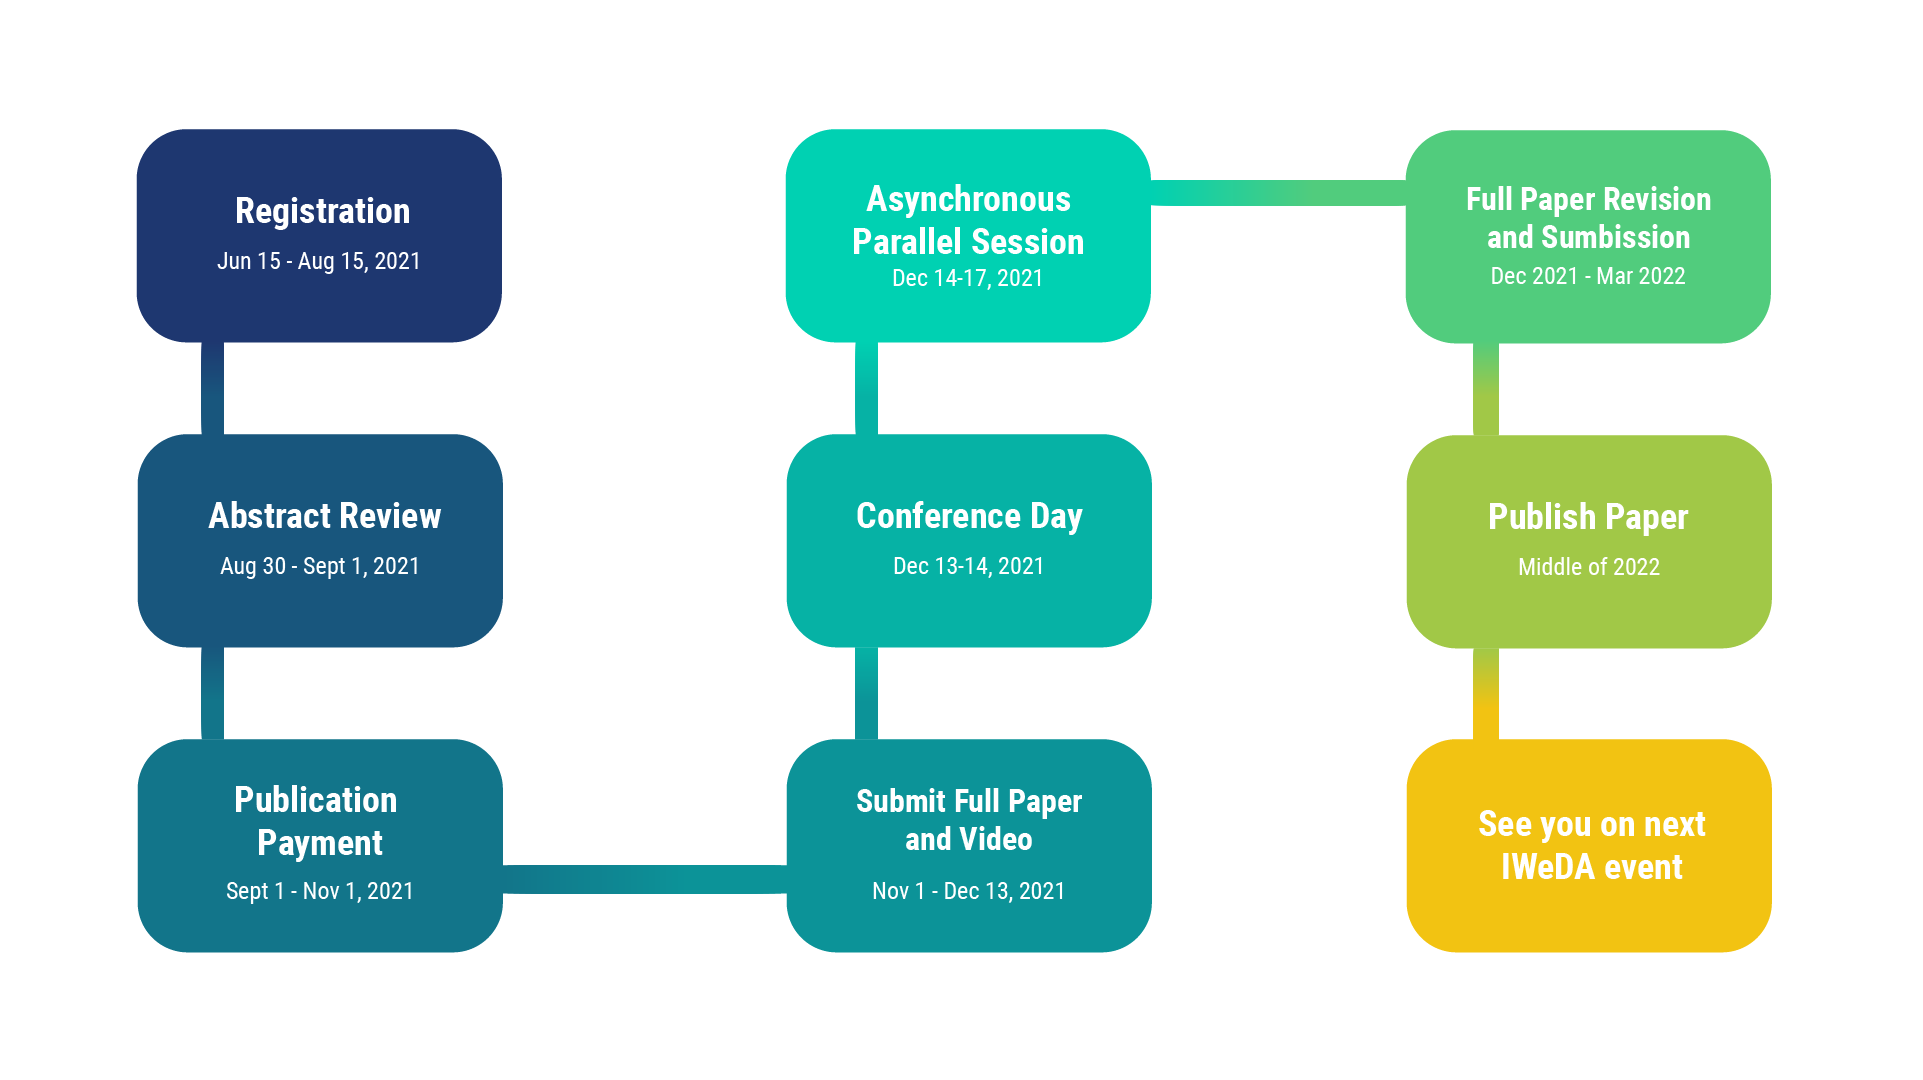 Registration
Jun 15 - Aug 15, 2021
Abstract Review
Aug 30 - Sept 1, 2021
Publication
Payment
Sept 1 - Nov 1, 2021
Submit Full Paper
and Video
Nov 1 - Dec 13, 2021
Conference Day
Dec 13-14, 2021
Asynchronous
Parallel Session
Dec 14-17, 2021
Full Paper Revision
and Sumbission
Dec 2021 - Mar 2022
Publish Paper
Middle of 2022
See you on next
IWeDA event